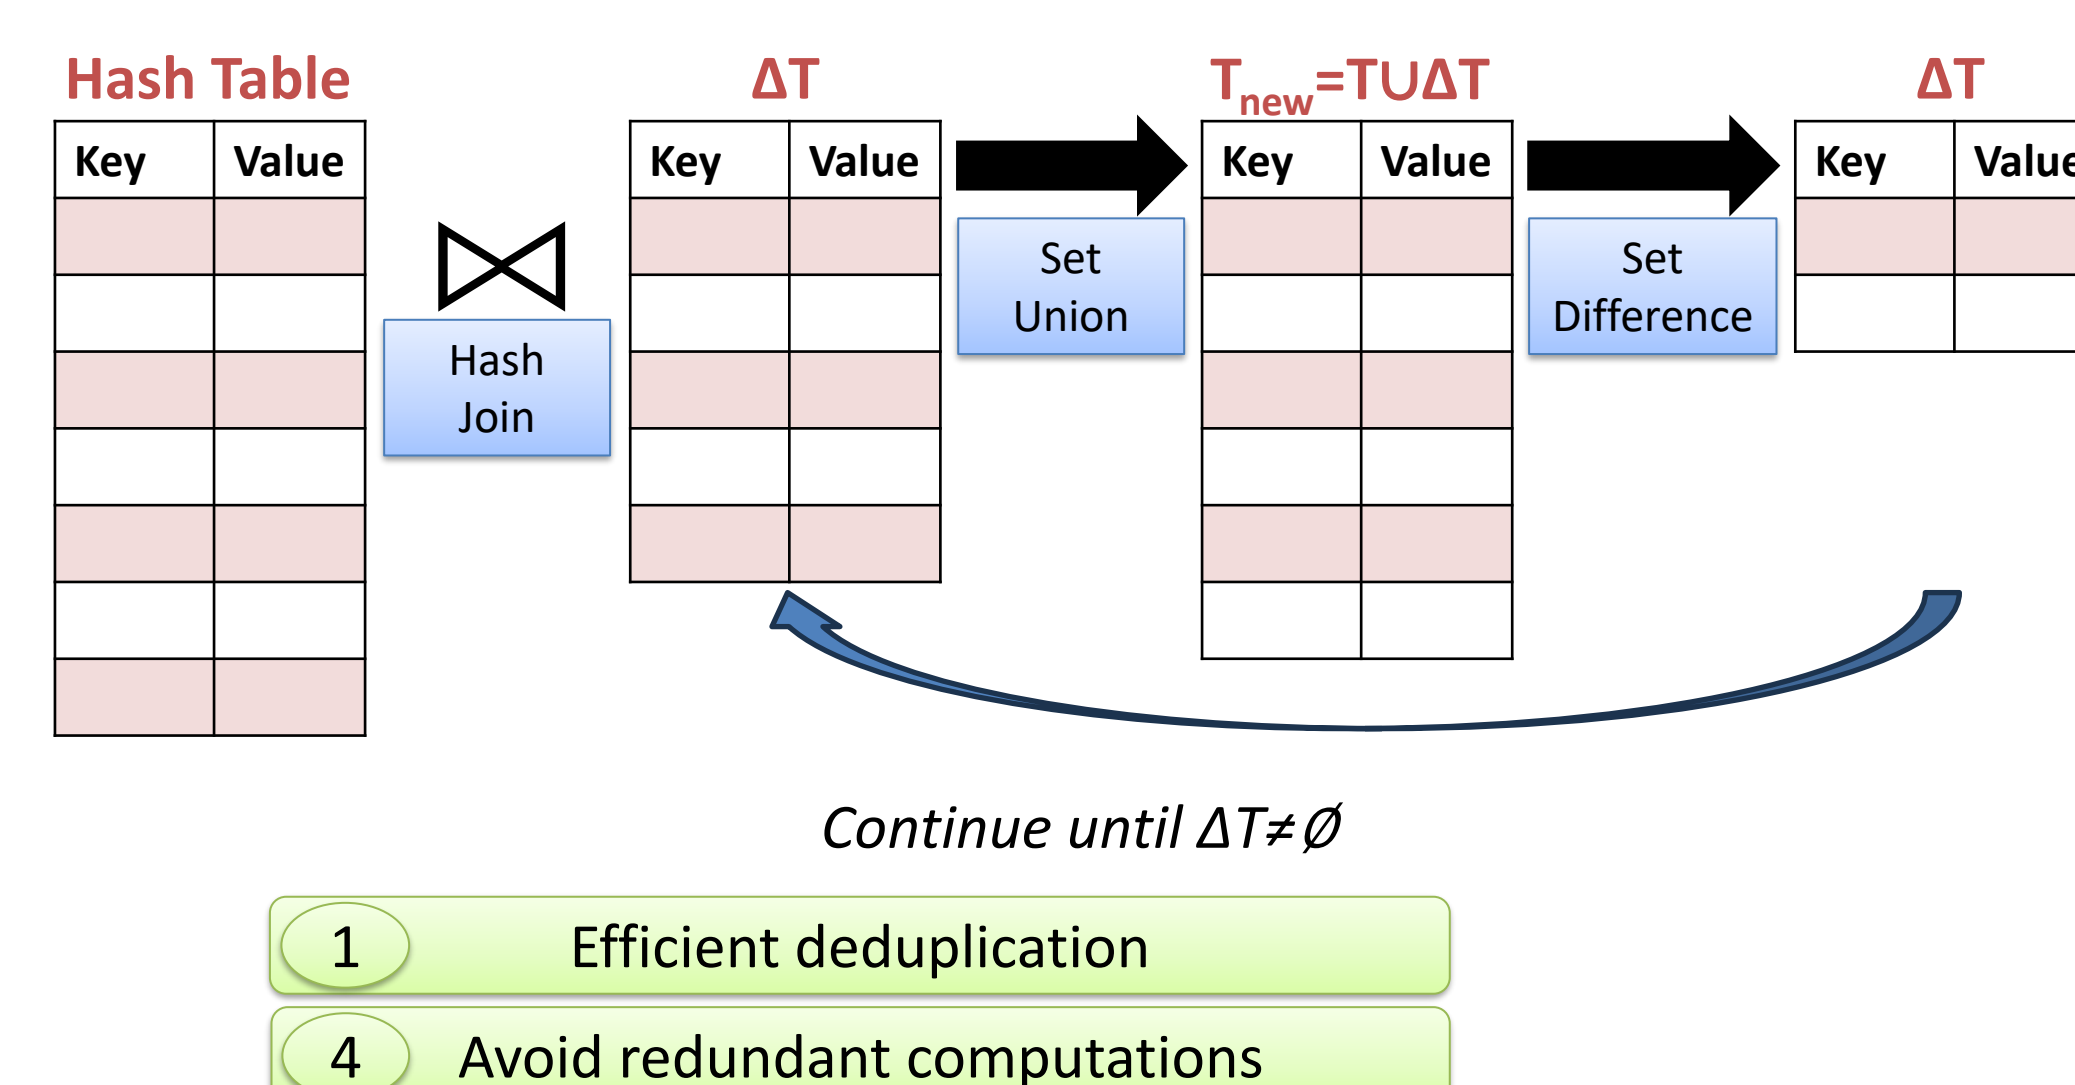 Hash Table
ΔT
Tnew=T∪ΔT
ΔT
Key Value
Key Value
Key Value
Key Value
Hash
Join
Set
Union
Set
Difference
Continue until ΔT≠Ø
1 Efficient deduplication
4 Avoid redundant computations